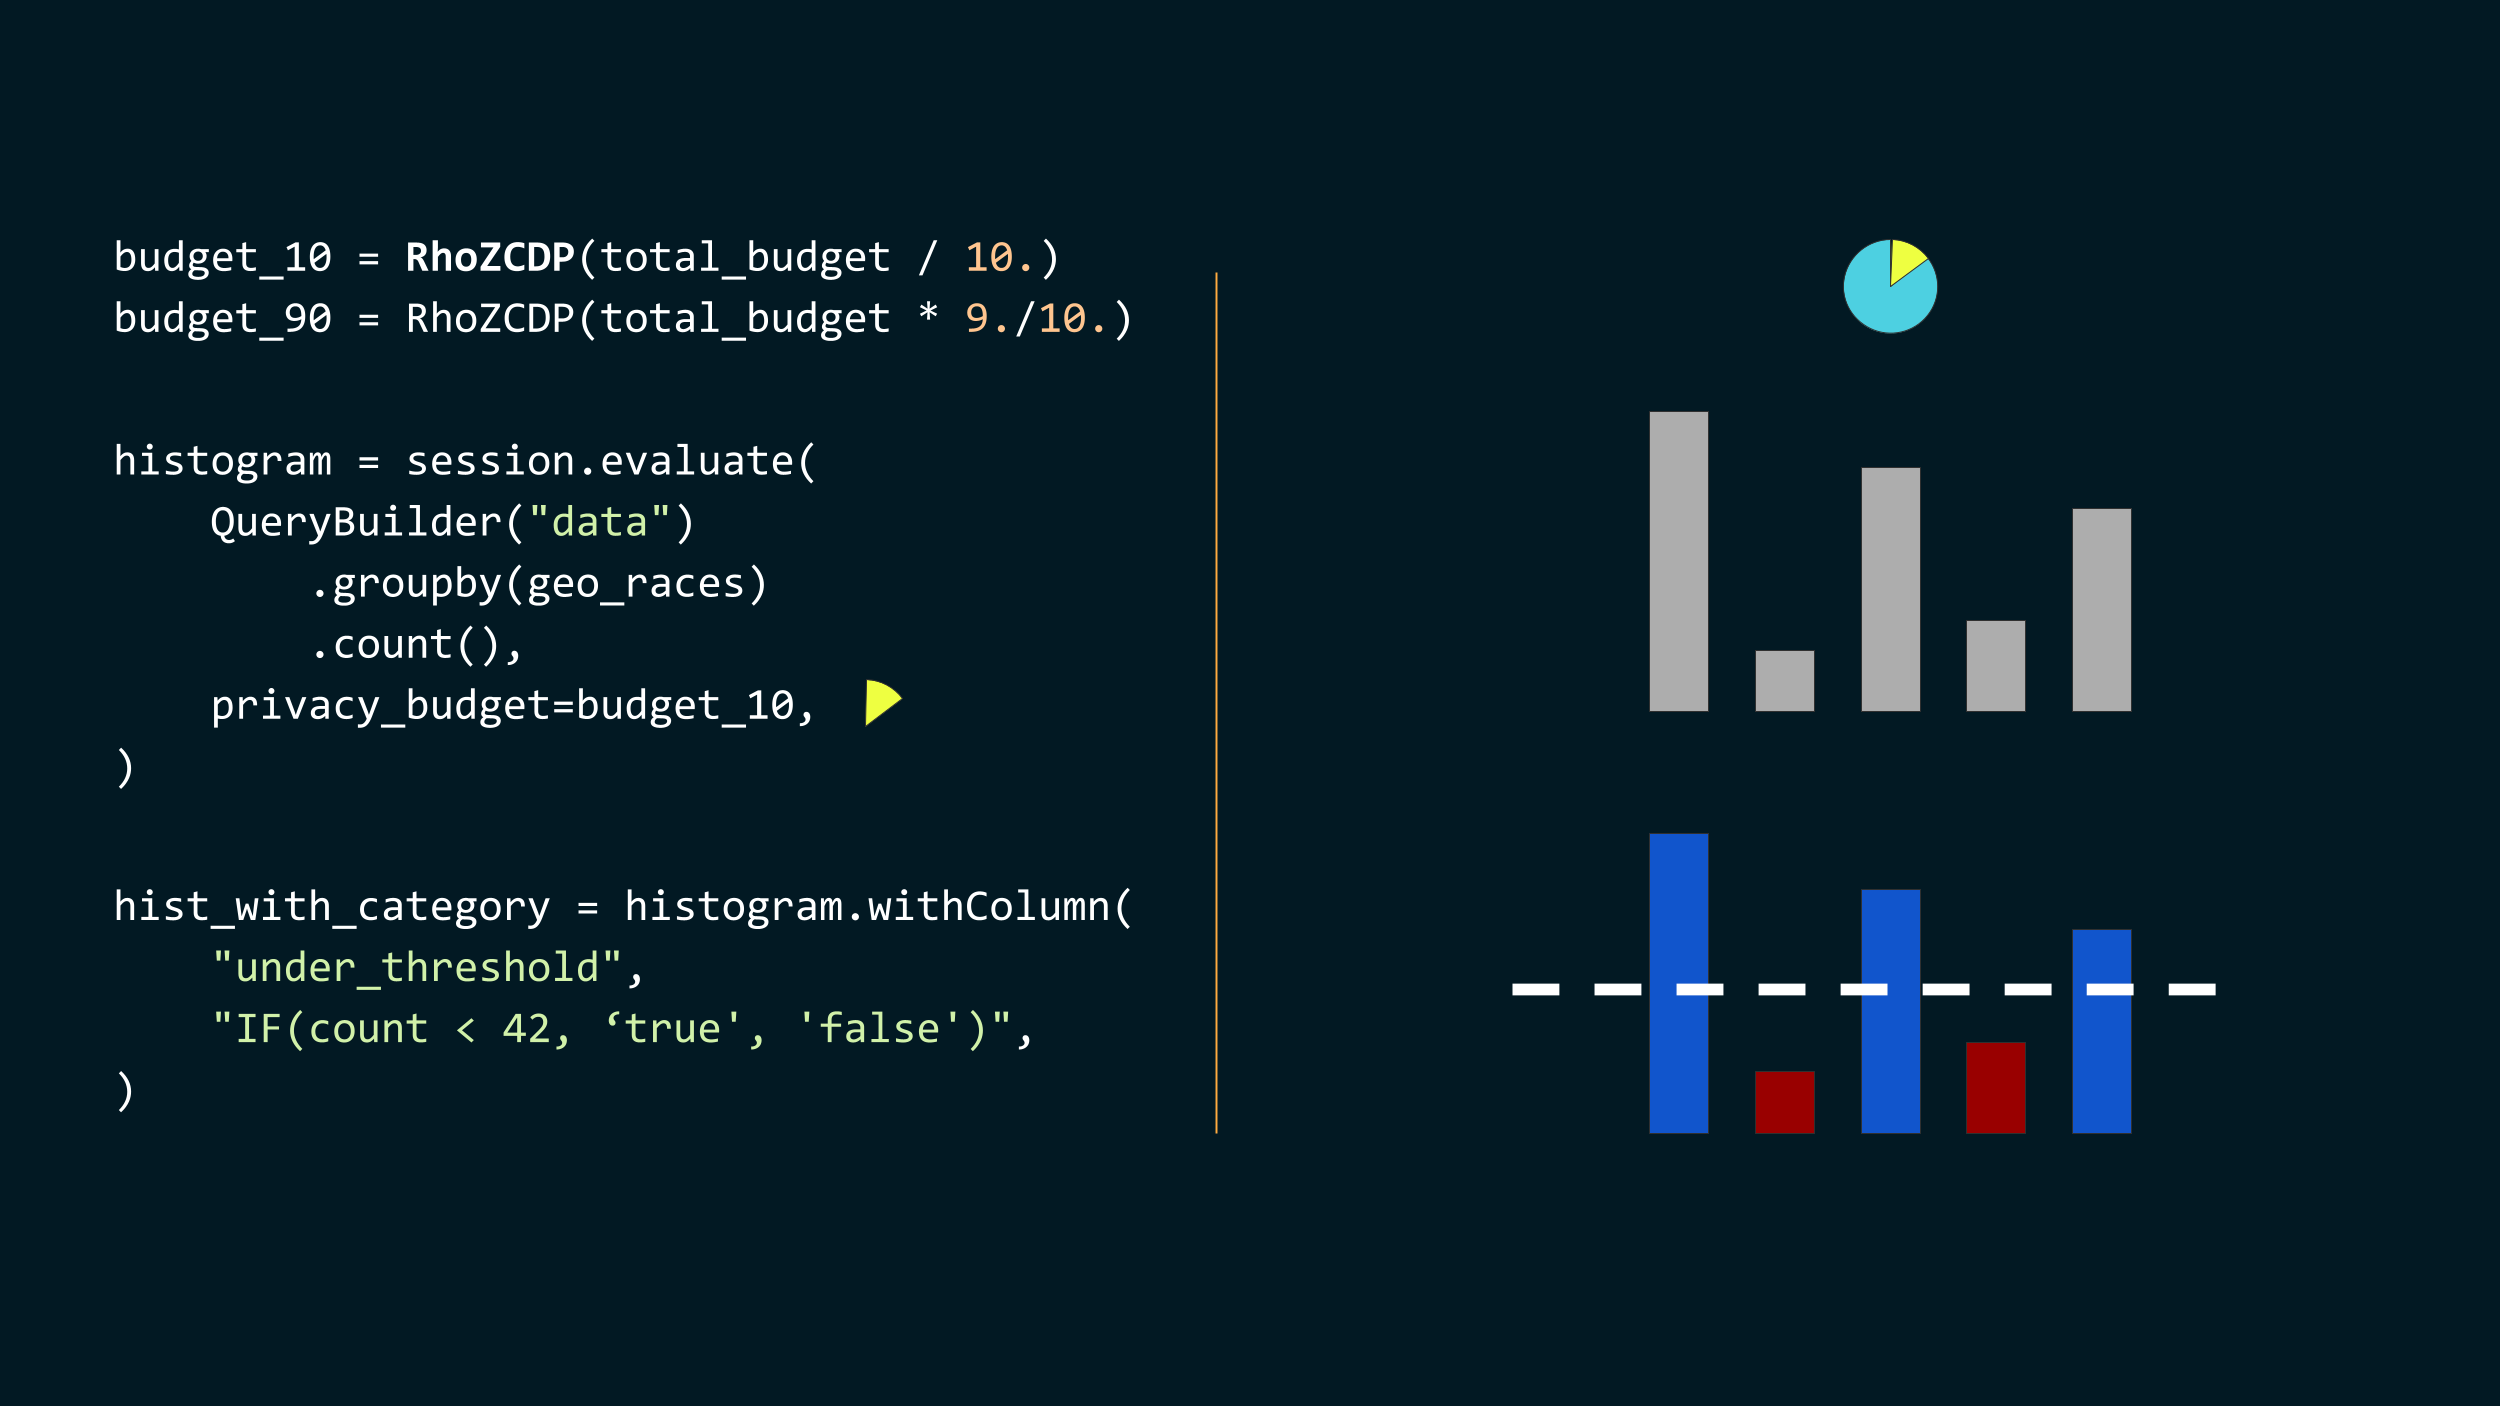 budget_10 = RhoZCDP(total_budget / 10.)
budget_90 = RhoZCDP(total_budget * 9./10.)
histogram = session.evaluate(
    QueryBuilder("data")
        .groupby(geo_races)
        .count(),
    privacy_budget=budget_10,
)
hist_with_category = histogram.withColumn(
    "under_threshold",
    "IF(count < 42, ‘true', 'false')",
)